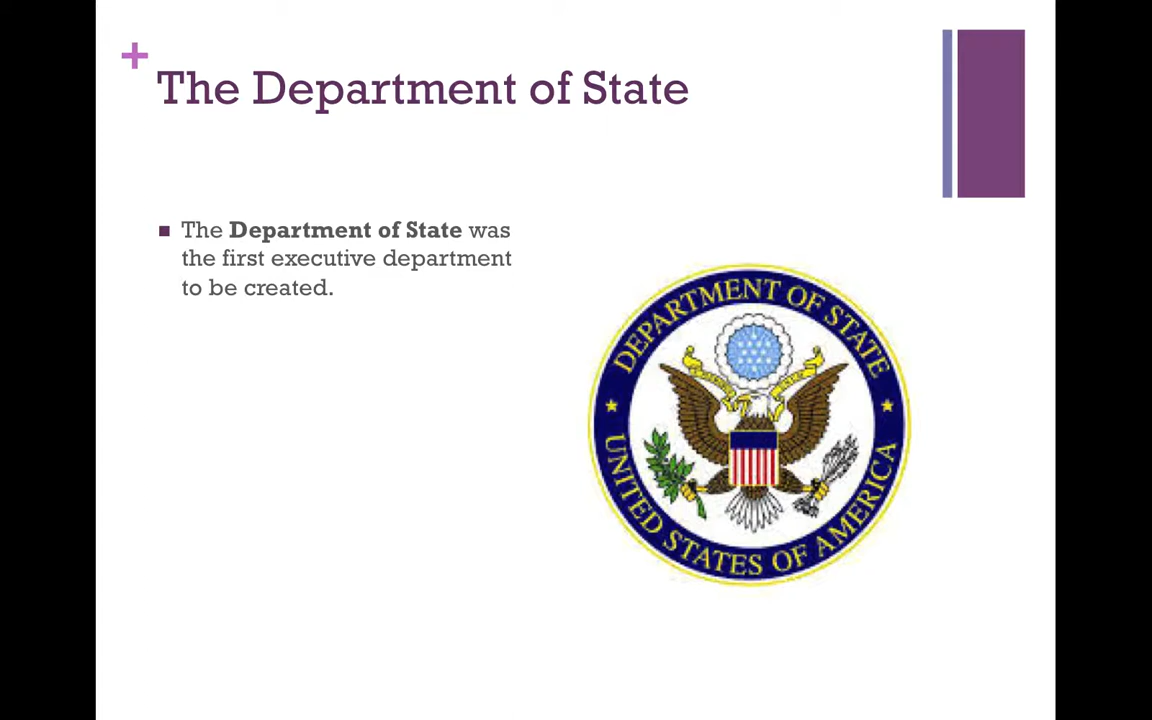 +
The Department of State
The Department of State was
the first executive department
to be created.
DEPARTMENT OF STATE
UNITED STATES OF AMERICA